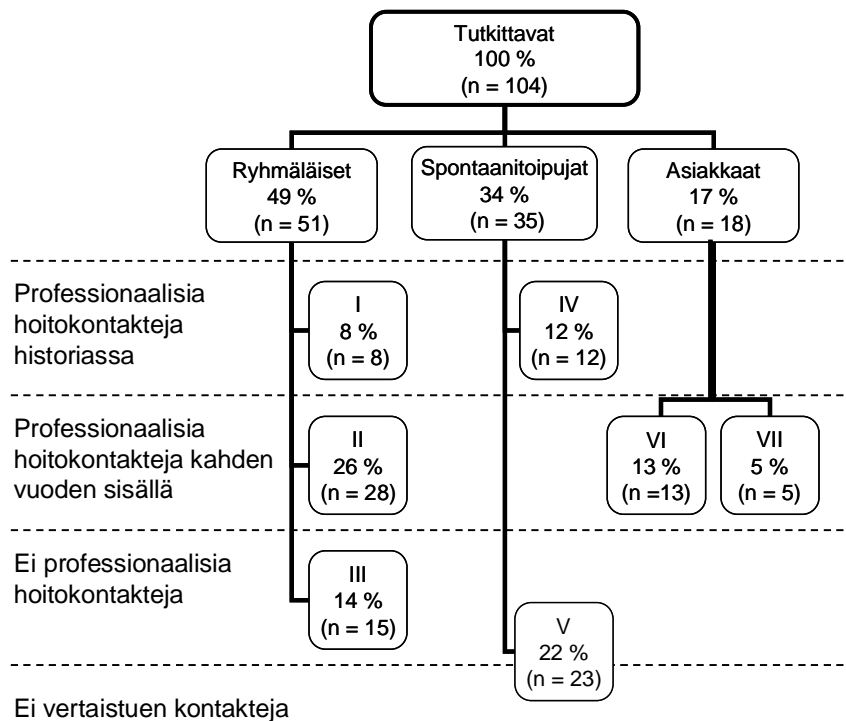 Tutkittavat
100 %
(n = 104)
Ryhmäläiset
49 %
(n = 51)
Spontaanitoipujat
34 %
(n = 35)
Asiakkaat
17 %
(n = 18)
Professionaalisia
hoitokontakteja
historiassa
I
8 %
(n = 8)
IV
12 %
(n = 12)
Professionaalisia
hoitokontakteja kahden
vuoden sisällä
II
26 %
(n = 28)
VI
13 %
(n =13)
VII
5 %
(n = 5)
Ei professionaalisia
hoitokontakteja
III
14 %
(n = 15)
V
22 %
(n = 23)
Ei vertaistuen kontakteja